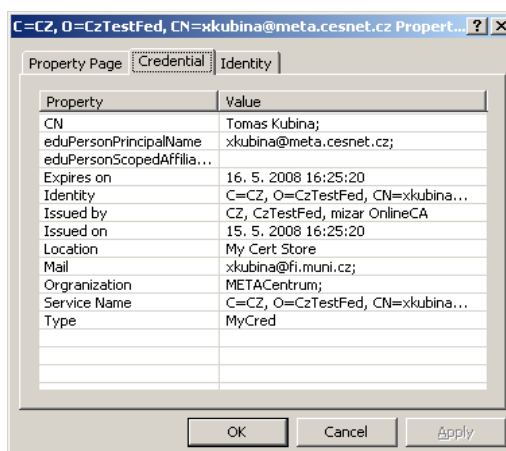 C=CZ, O=CzTestFed, CN=xkubina@meta.cesnet.cz Propert...
Property Page Credential Identity
Property Value
CN Tomas Kubina;
eduPersonPrincipalName xkubina@meta.cesnet.cz;
eduPersonScopedAffilia...
Expires on 16. 5. 2008 16:25:20
Identity C=CZ, O=CzTestFed, CN=xkubina...
Issued by CZ, CzTestFed, mizar OnlineCA
Issued on 15. 5. 2008 16:25:20
Location My Cert Store
Mail xkubina@fi.muni.cz;
Orgranization METACentrum;
Service Name C=CZ, O=CzTestFed, CN=xkubina...
Type MyCred
OK Cancel Apply